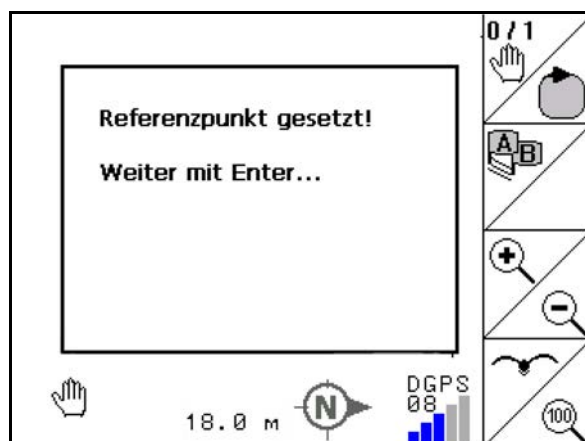 0 / 1
Referenzpunkt gesetzt!
A B
Weiter mit Enter...
DGPS
08
18.0 м
N
100